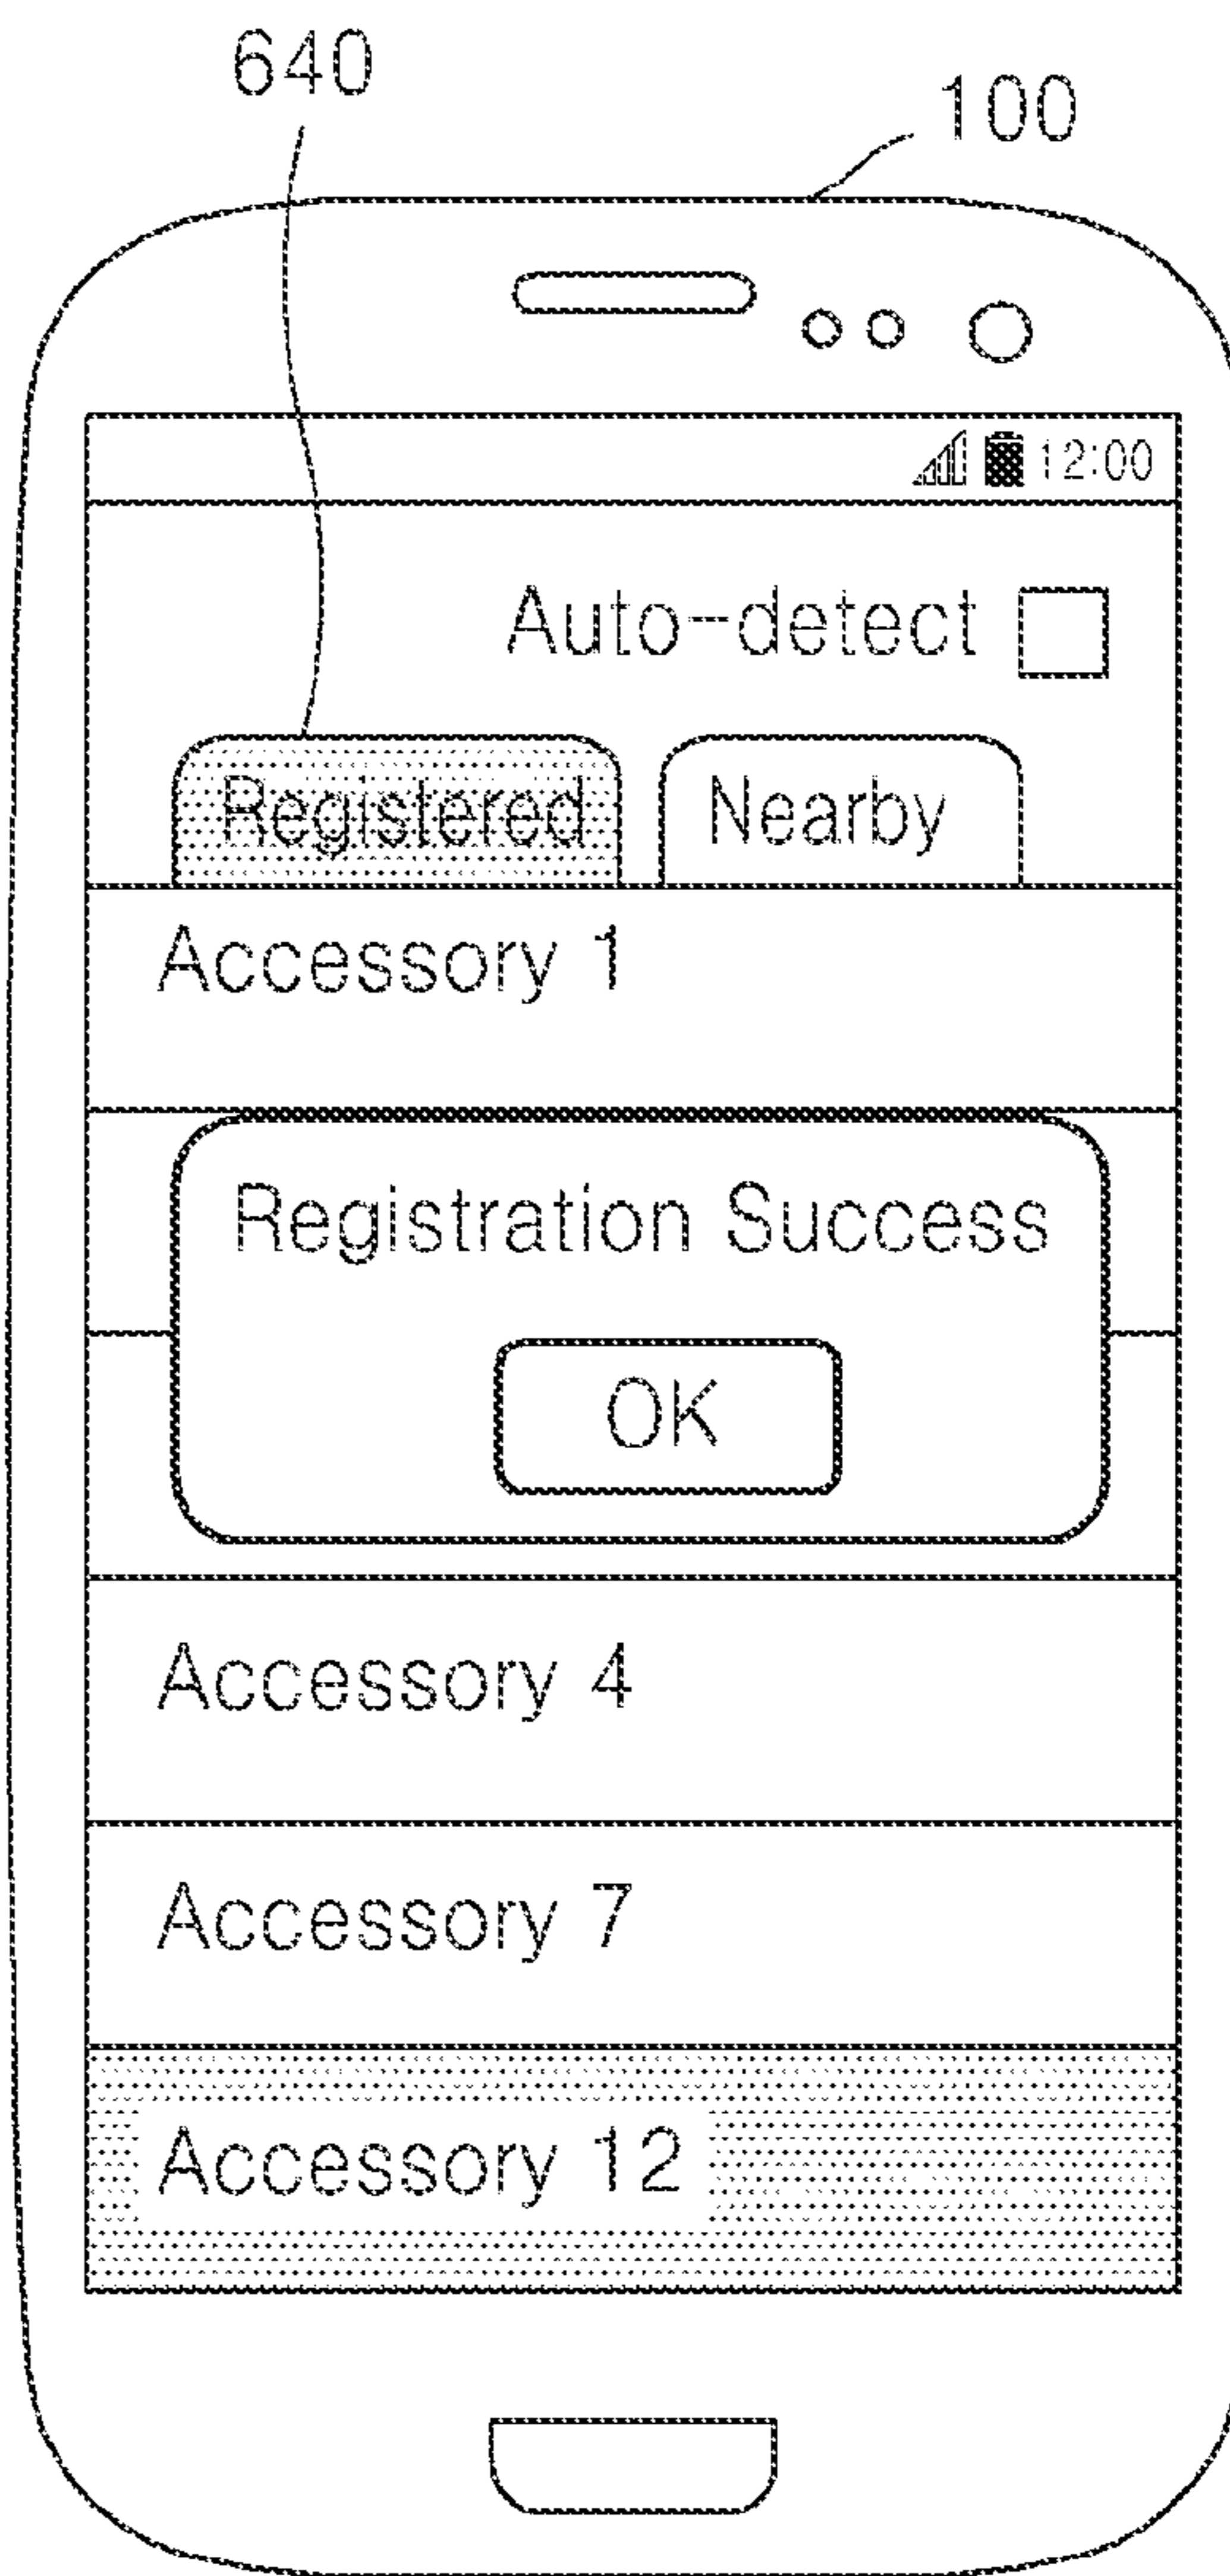 640
100
12:00
Auto-detect
Registered Nearby
Accessory 1
Registration Success
OK
Accessory 4
Accessory 7
Accessory 12